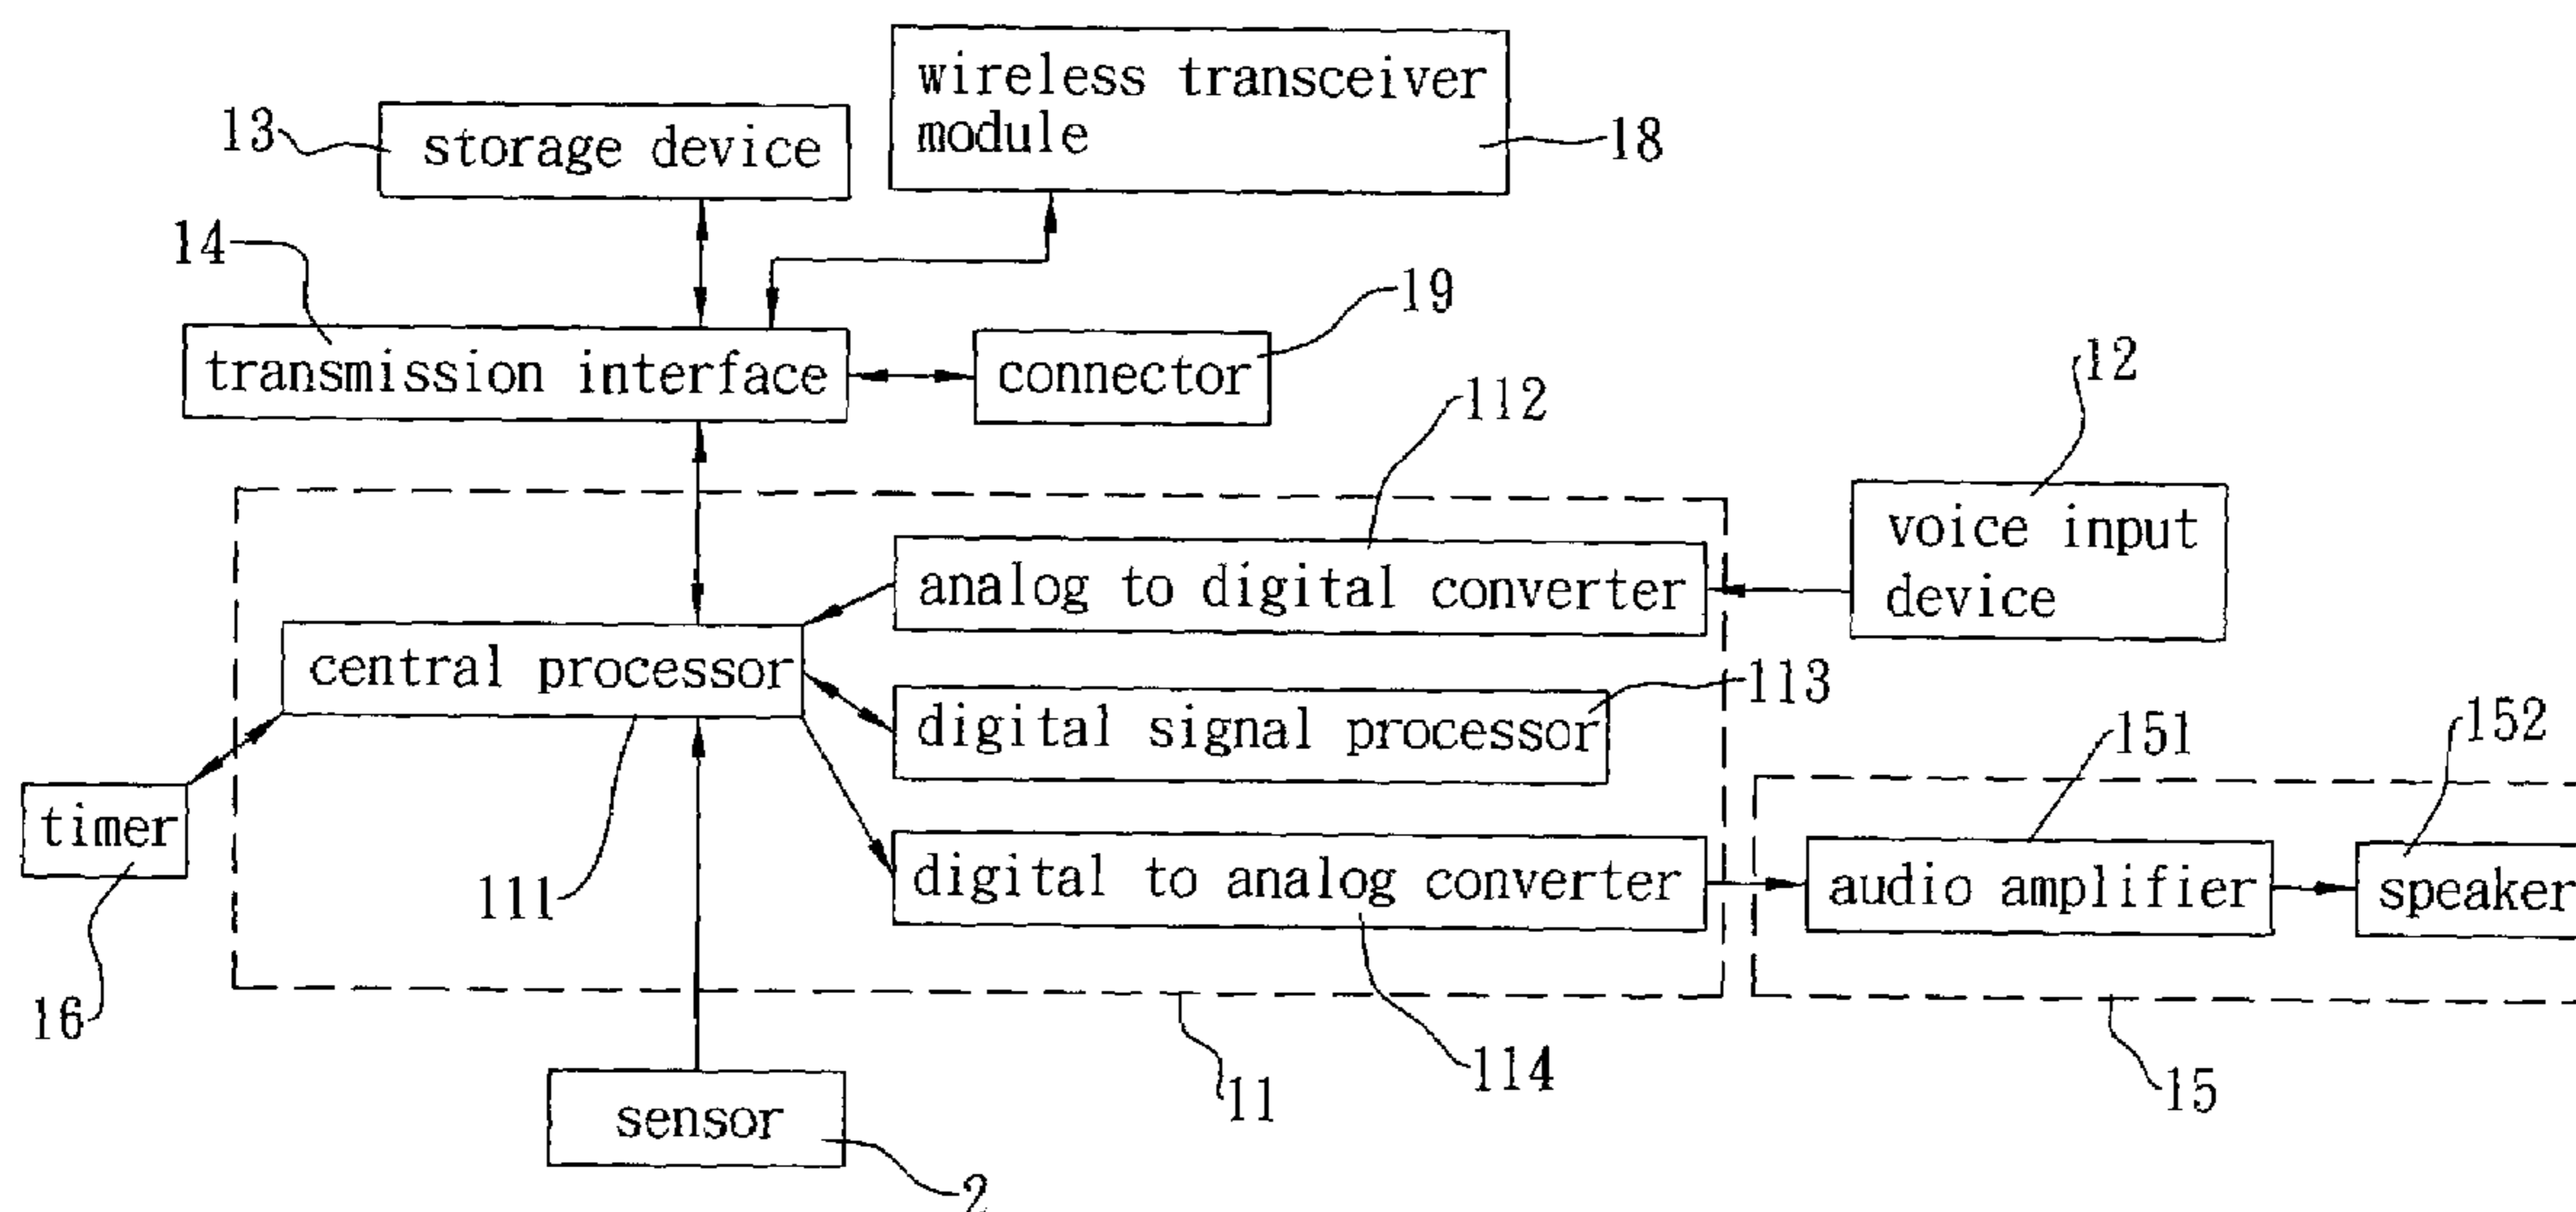 wireless transceiver
module
18
13
storage device
14
19
transmission interface
connector
12
112
voice input
device
analog to digital converter
central processor
113
digital signal processor
151
152
timer
111
digital to analog converter
audio amplifier
speaker
16
114
11
15
sensor
2